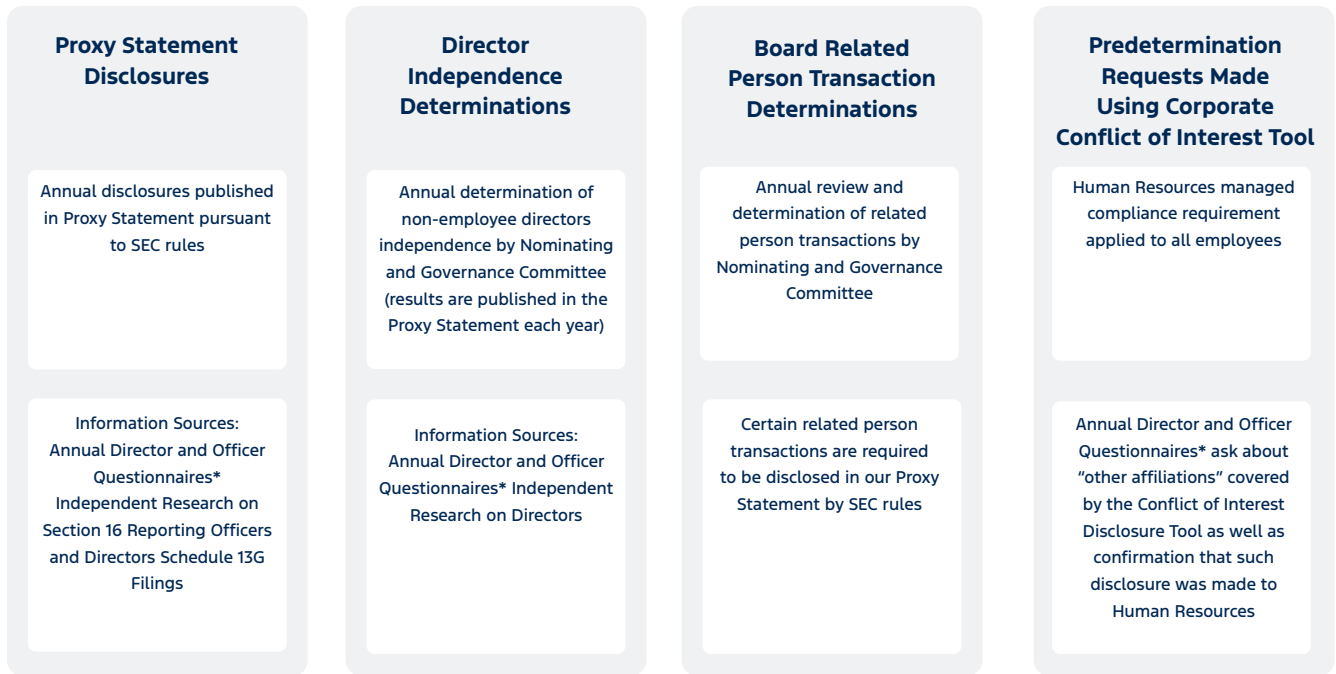 Proxy Statement
Disclosures
Annual disclosures published
in Proxy Statement pursuant
to SEC rules
Information Sources:
Annual Director and Officer
Questionnaires*
Independent Research on
Section 16 Reporting Officers
and Directors Schedule 13G
Filings
Director
Independence
Determinations
Annual determination of
non-employee directors
independence by Nominating
and Governance Committee
(results are published in the
Proxy Statement each year)
Information Sources:
Annual Director and Officer
Questionnaires* Independent
Research on Directors
Board Related
Person Transaction
Determinations
Annual review and
determination of related
person transactions by
Nominating and Governance
Committee
Certain related person
transactions are required
to be disclosed in our Proxy
Statement by SEC rules
Predetermination
Requests Made
Using Corporate
Conflict of Interest Tool
Human Resources managed
compliance requirement
applied to all employees
Annual Director and Officer
Questionnaires* ask about
“other affiliations” covered
by the Conflict of Interest
Disclosure Tool as well as
confirmation that such
disclosure was made to
Human Resources